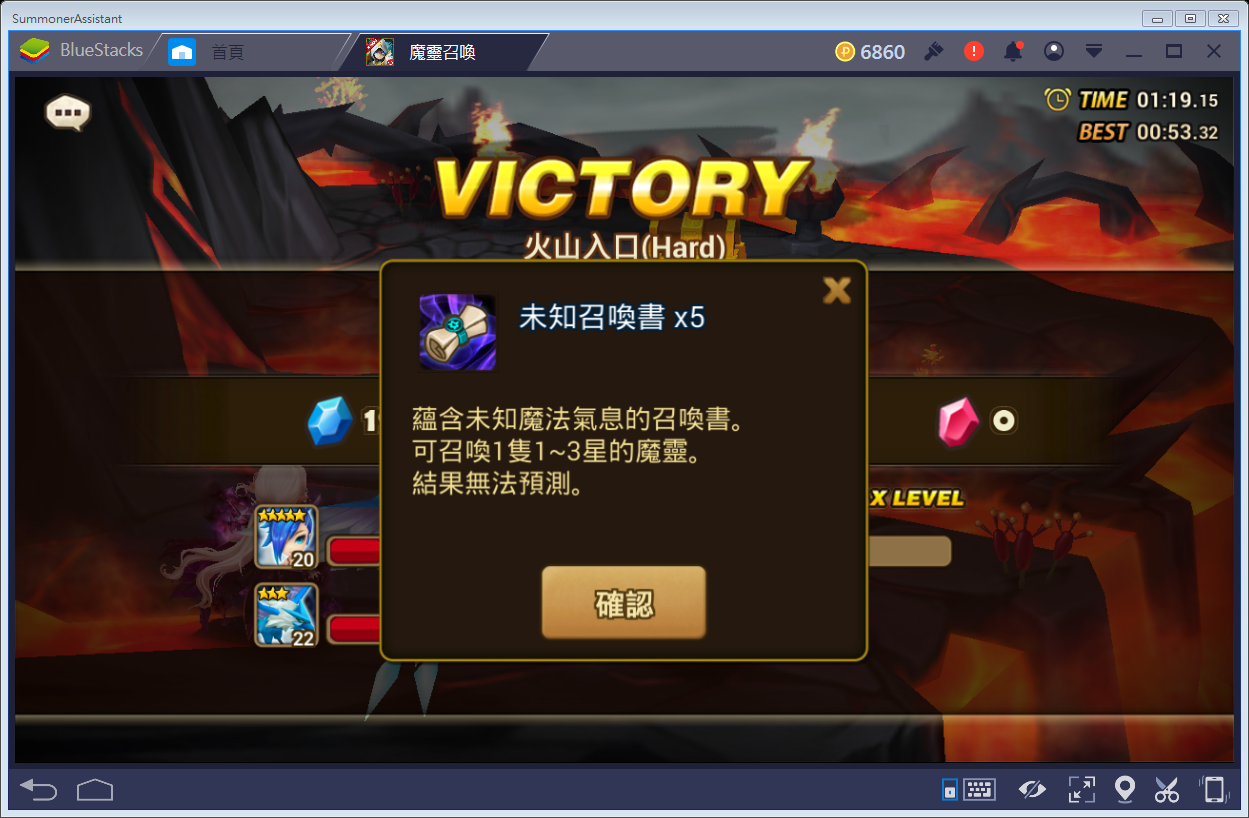 SummonerAssistant
BlueStacks
首頁
魔靈召喚
6860
TIME 01:19.15
BEST 00:53.32
VICTORY
火山入口(Hard)
未知召喚書 x5
蘊含未知魔法氣息的召喚書。
可召喚1隻1~3星的魔靈。
結果無法預測。
0
X LEVEL
20
22
確認